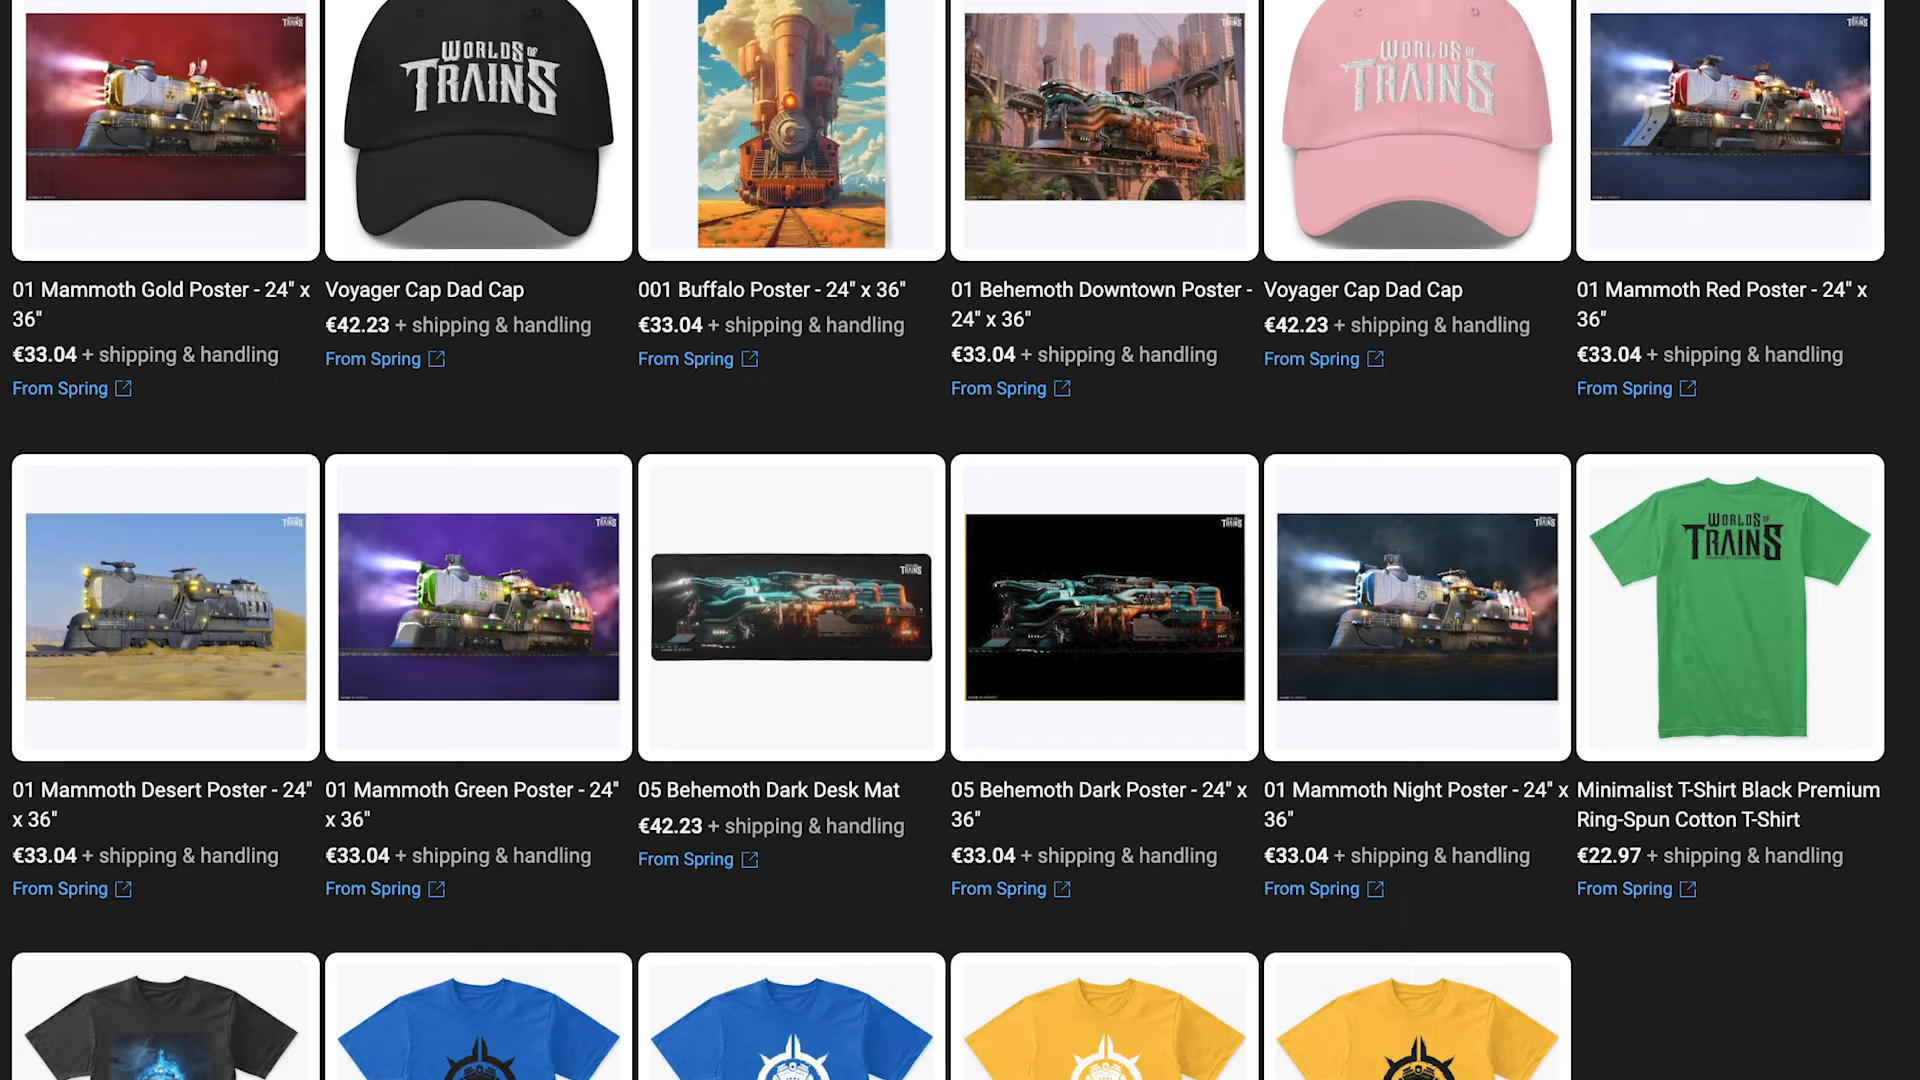 WORLDS OF
TRAINS
WORLDS OF
TRAINS
01 Mammoth Gold Poster - 24" x
36"
€33.04 + shipping & handling
From Spring
Voyager Cap Dad Cap
€42.23 + shipping & handling
From Spring
001 Buffalo Poster - 24" x 36"
€33.04 + shipping & handling
From Spring
01 Behemoth Downtown Poster -
24" x 36"
€33.04 + shipping & handling
From Spring
Voyager Cap Dad Cap
€42.23 + shipping & handling
From Spring
01 Mammoth Red Poster - 24" x
36"
€33.04 + shipping & handling
From Spring
TRAINS
TRAINS
TRAINS
TRAINS
TRAINS
WORLDS OF
TRAINS
01 Mammoth Desert Poster - 24"
x 36"
€33.04 + shipping & handling
From Spring
01 Mammoth Green Poster - 24"
x 36"
€33.04 + shipping & handling
From Spring
05 Behemoth Dark Desk Mat
€42.23 + shipping & handling
From Spring
05 Behemoth Dark Poster - 24" x
36"
€33.04 + shipping & handling
From Spring
01 Mammoth Night Poster - 24" x
36"
€33.04 + shipping & handling
From Spring
Minimalist T-Shirt Black Premium
Ring-Spun Cotton T-Shirt
€22.97 + shipping & handling
From Spring